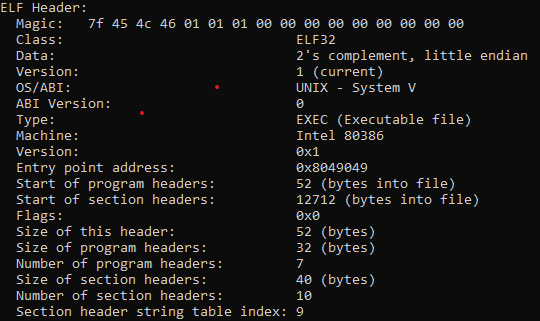 ELF Header:
Magic: 7f 45 4c 46 01 01 01 00 00 00 00 00 00 00 00 00
Class: ELF32
Data: 2's complement, little endian
Version: 1 (current)
OS/ABI: UNIX - System V
ABI Version: 0
Type: EXEC (Executable file)
Machine: Intel 80386
Version: 0x1
Entry point address: 0x8049049
Start of program headers: 52 (bytes into file)
Start of section headers: 12712 (bytes into file)
Flags: 0x0
Size of this header: 52 (bytes)
Size of program headers: 32 (bytes)
Number of program headers: 7
Size of section headers: 40 (bytes)
Number of section headers: 10
Section header string table index: 9